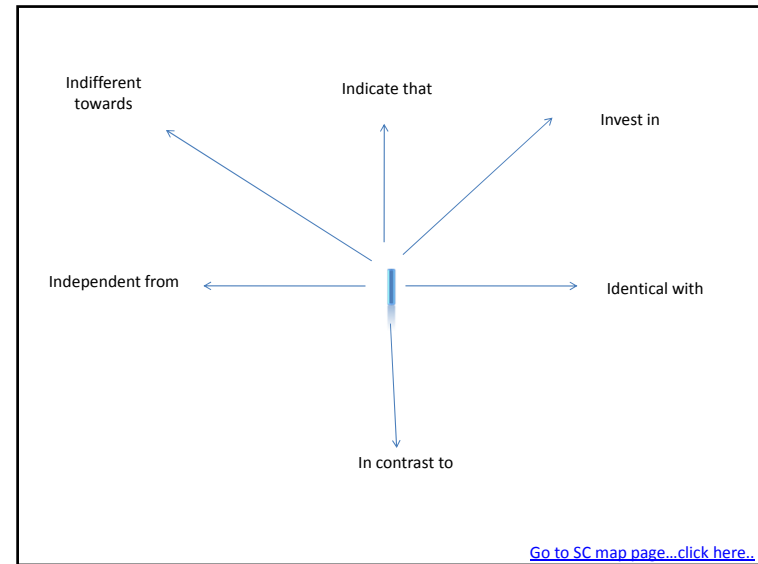 Indifferent
towards
Indicate that
Invest in
Independent from
I
Identical with
In contrast to
Go to SC map page...click here..